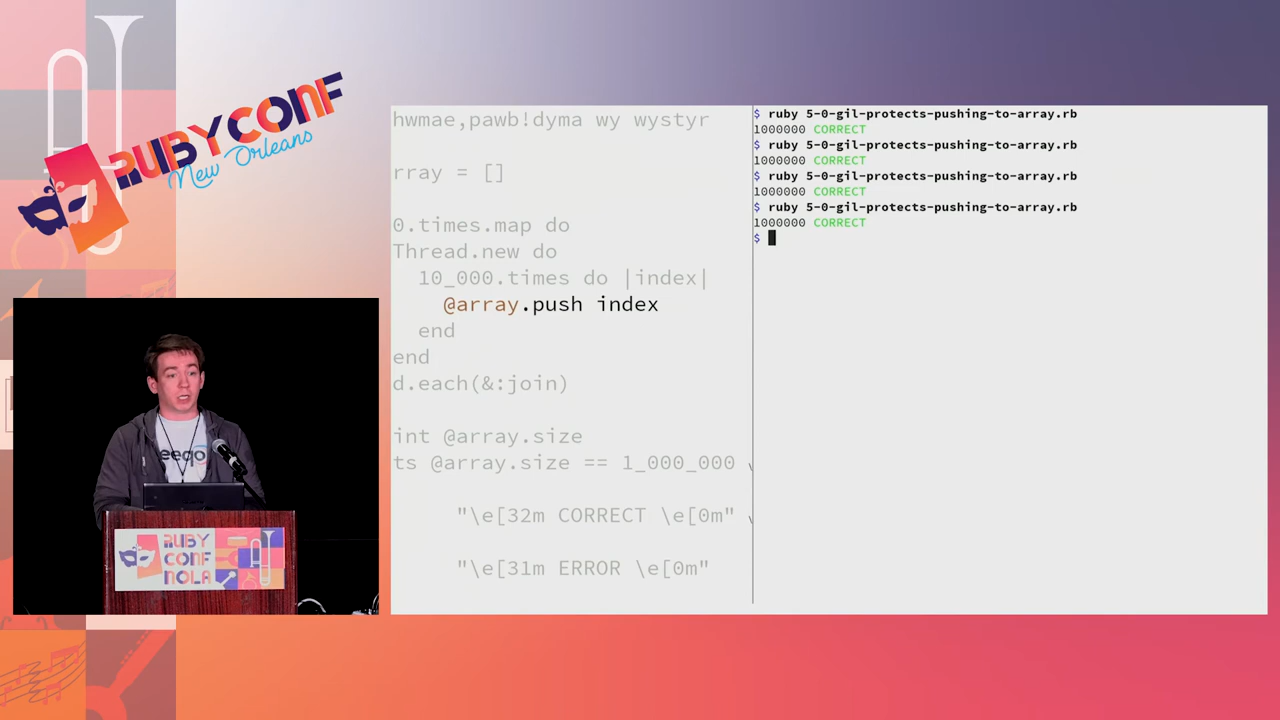 RUBYCONF
New Orleans
hwmae,pawb!dyma wy wystyr
rray = []
0.times.map do
Thread.new do
10_000.times do |index|
@array.push index
end
end
d.each(&:join)
int @array.size
ts @array.size == 1_000_000 \
"\e[32m CORRECT \e[0m" \
"\e[31m ERROR \e[0m"
$ ruby 5-0-gil-protects-pushing-to-array.rb
1000000 CORRECT
$ ruby 5-0-gil-protects-pushing-to-array.rb
1000000 CORRECT
$ ruby 5-0-gil-protects-pushing-to-array.rb
1000000 CORRECT
$ ruby 5-0-gil-protects-pushing-to-array.rb
1000000 CORRECT
$
eeqo
RUBY
CONF
NOLA